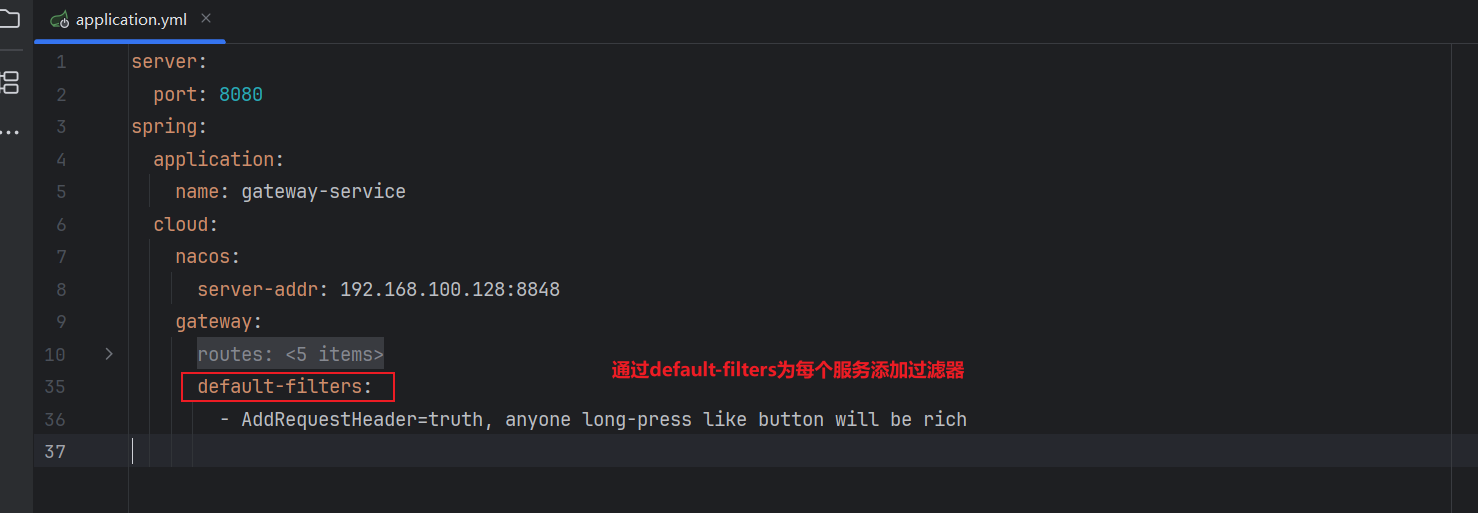 application.yml
1 server:
2 port: 8080
3 spring:
4 application:
5 name: gateway-service
6 cloud:
7 nacos:
8 server-addr: 192.168.100.128:8848
9 gateway:
10 routes: <5 items>
通过default-filters为每个服务添加过滤器
35 default-filters:
36 - AddRequestHeader=truth, anyone long-press like button will be rich
37